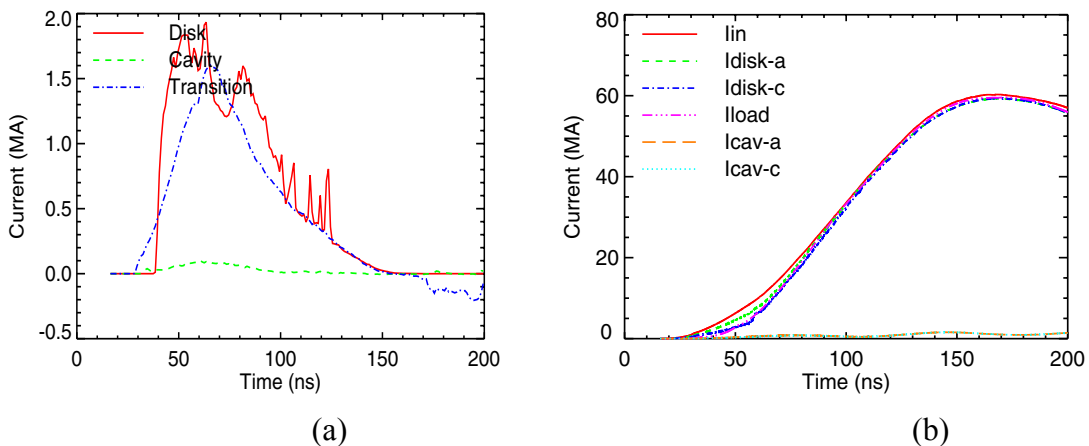 2.0
1.5
1.0
0.5
0.0
-0.5
Current (MA)
Disk
Cavity
Transition
0
50
100
150
200
Time (ns)
(a)
80
60
40
20
0
Current (MA)
Iin
Idisk-a
Idisk-c
Iload
Icav-a
Icav-c
0
50
100
150
200
Time (ns)
(b)